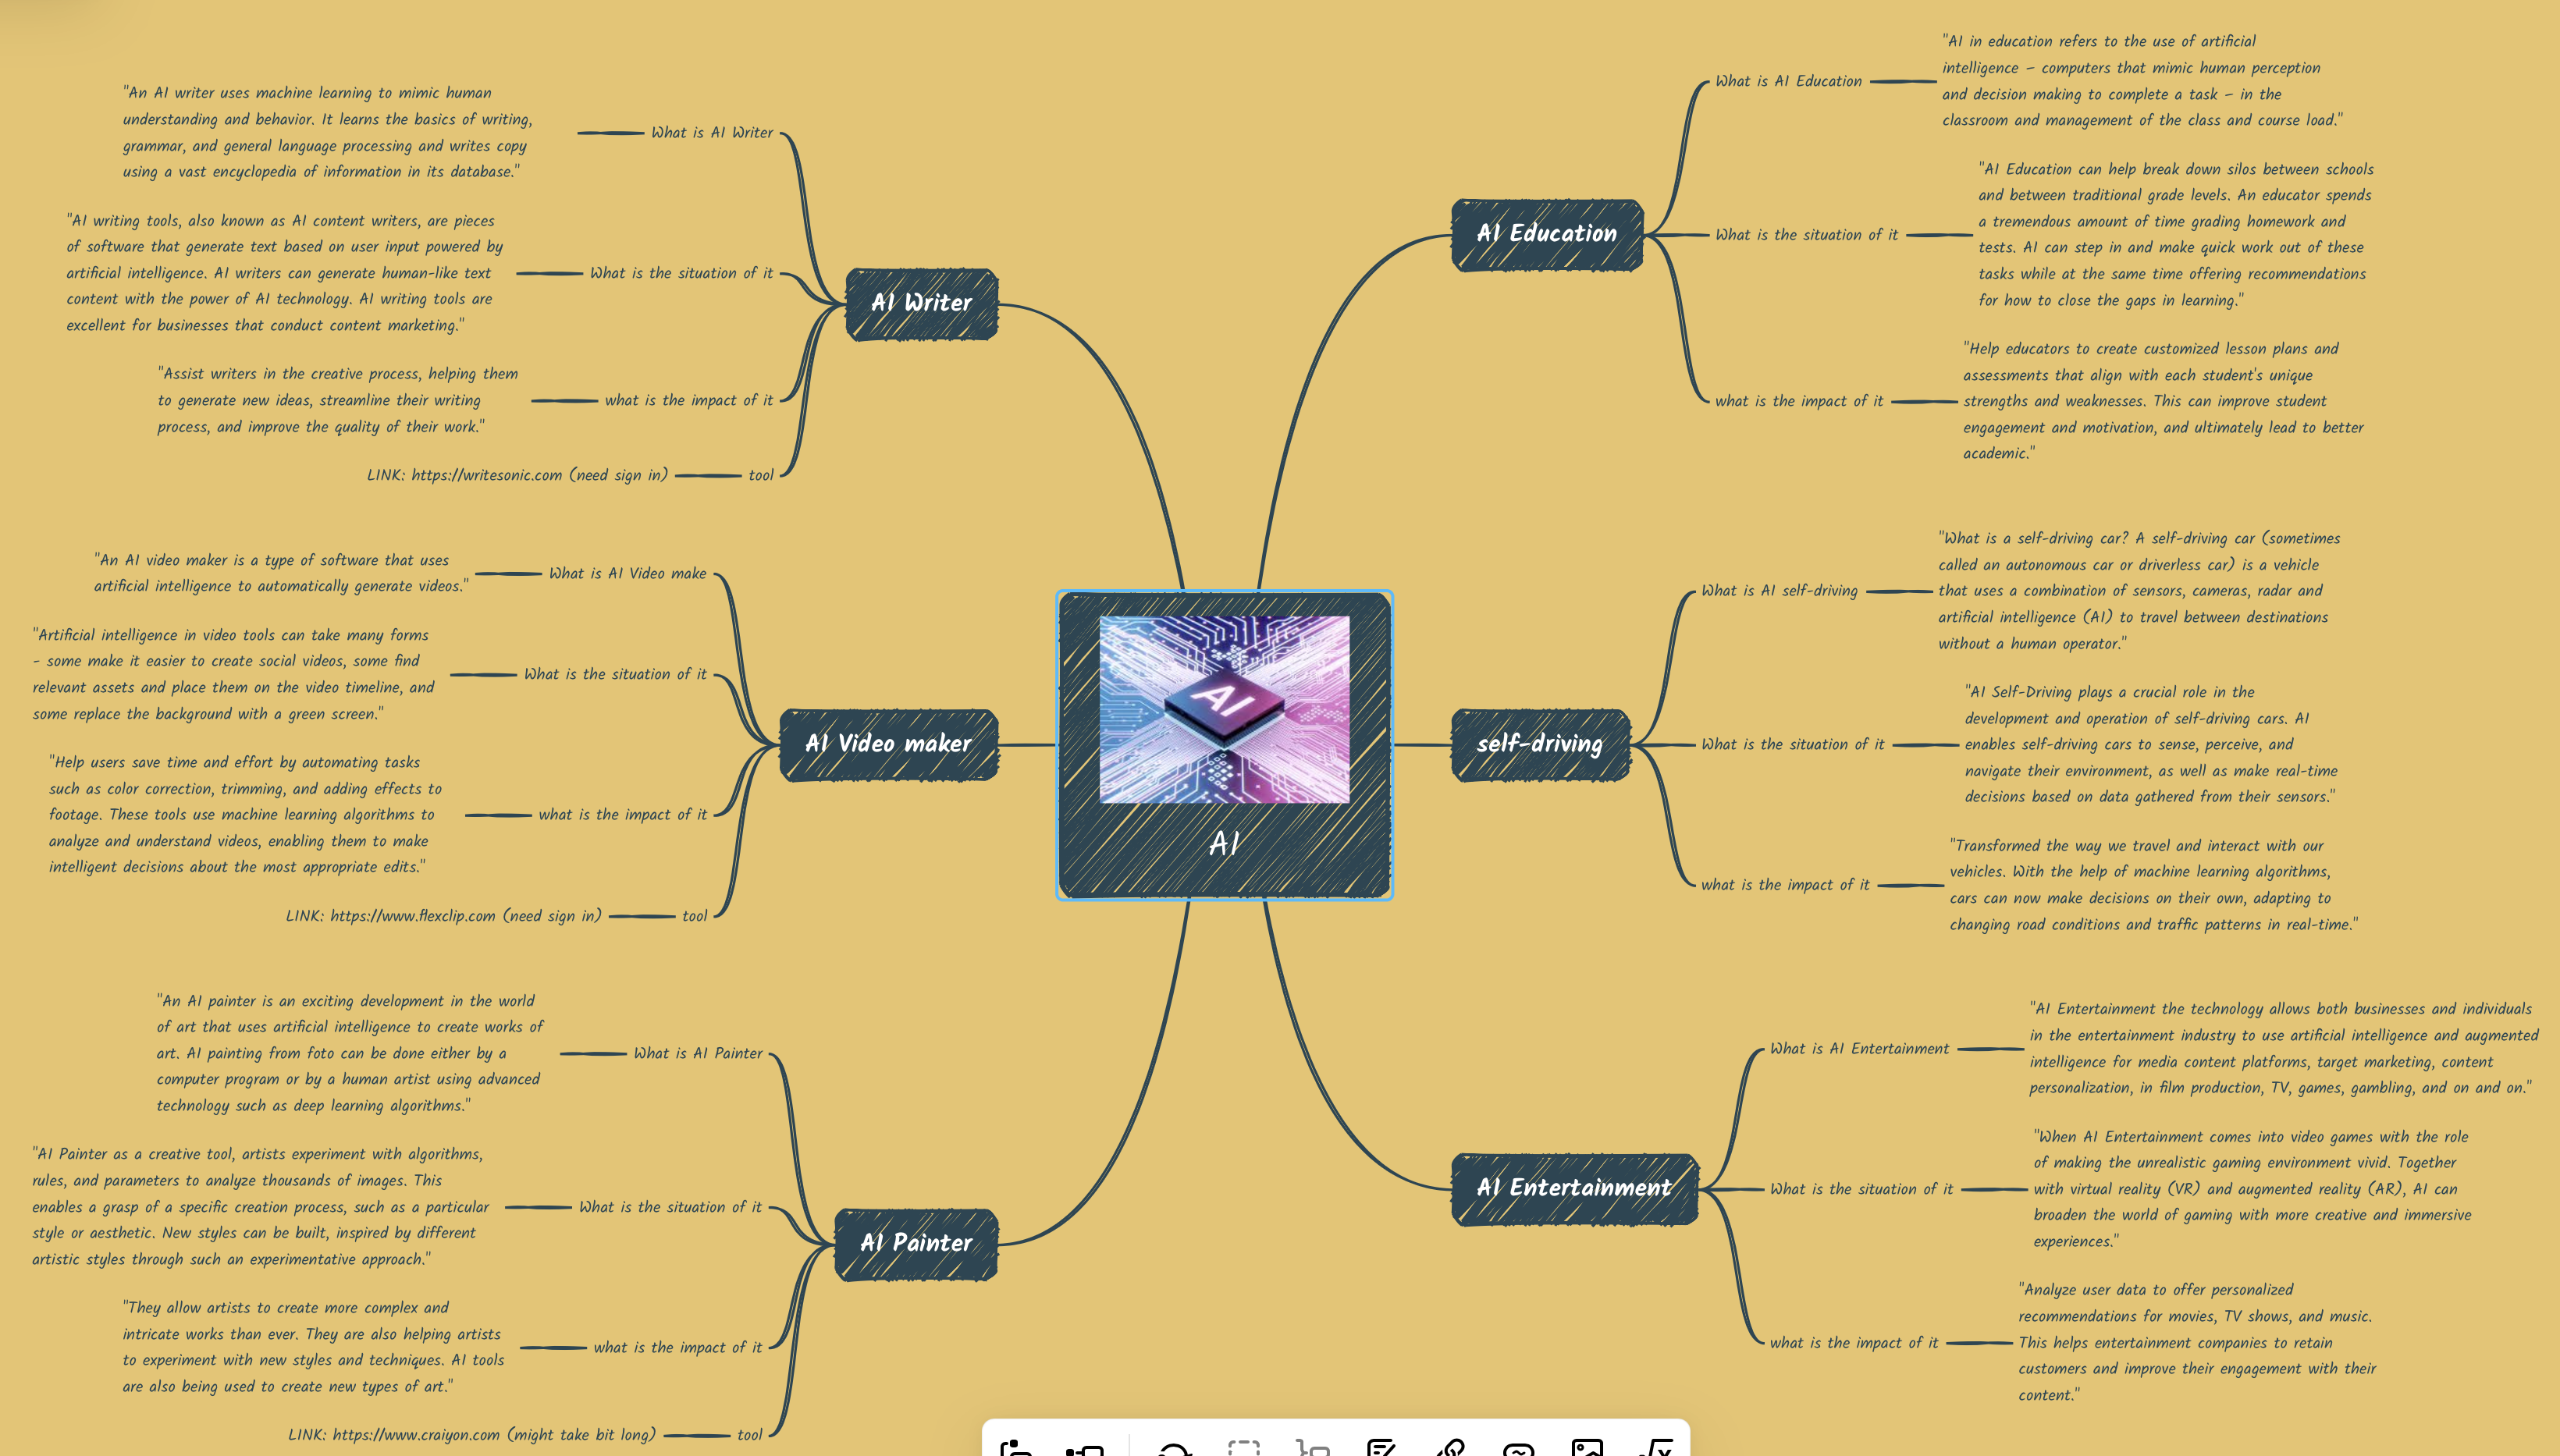 "An AI writer uses machine learning to mimic human
understanding and behavior. It learns the basics of writing,
grammar, and general language processing and writes copy
using a vast encyclopedia of information in its database."
What is AI Writer
"AI writing tools, also known as AI content writers, are pieces
of software that generate text based on user input powered by
artificial intelligence. AI writers can generate human-like text
content with the power of AI technology. AI writing tools are
excellent for businesses that conduct content marketing."
What is the situation of it
AI Writer
"Assist writers in the creative process, helping them
to generate new ideas, streamline their writing
process, and improve the quality of their work."
what is the impact of it
LINK: https://writesonic.com (need sign in)
tool
"An AI video maker is a type of software that uses
artificial intelligence to automatically generate videos."
What is AI Video make
"Artificial intelligence in video tools can take many forms
- some make it easier to create social videos, some find
relevant assets and place them on the video timeline, and
some replace the background with a green screen."
What is the situation of it
AI Video maker
"Help users save time and effort by automating tasks
such as color correction, trimming, and adding effects to
footage. These tools use machine learning algorithms to
analyze and understand videos, enabling them to make
intelligent decisions about the most appropriate edits."
what is the impact of it
LINK: https://www.flexclip.com (need sign in)
tool
"An AI painter is an exciting development in the world
of art that uses artificial intelligence to create works of
art. AI painting from foto can be done either by a
computer program or by a human artist using advanced
technology such as deep learning algorithms."
What is AI Painter
"AI Painter as a creative tool, artists experiment with algorithms,
rules, and parameters to analyze thousands of images. This
enables a grasp of a specific creation process, such as a particular
style or aesthetic. New styles can be built, inspired by different
artistic styles through such an experimentative approach."
What is the situation of it
AI Painter
"They allow artists to create more complex and
intricate works than ever. They are also helping artists
to experiment with new styles and techniques. AI tools
are also being used to create new types of art."
what is the impact of it
LINK: https://www.craiyon.com (might take bit long)
tool
AI
AI
What is AI Education
"AI in education refers to the use of artificial
intelligence – computers that mimic human perception
and decision making to complete a task – in the
classroom and management of the class and course load."
AI Education
What is the situation of it
"AI Education can help break down silos between schools
and between traditional grade levels. An educator spends
a tremendous amount of time grading homework and
tests. AI can step in and make quick work out of these
tasks while at the same time offering recommendations
for how to close the gaps in learning."
what is the impact of it
"Help educators to create customized lesson plans and
assessments that align with each student's unique
strengths and weaknesses. This can improve student
engagement and motivation, and ultimately lead to better
academic."
What is AI self-driving
"What is a self-driving car? A self-driving car (sometimes
called an autonomous car or driverless car) is a vehicle
that uses a combination of sensors, cameras, radar and
artificial intelligence (AI) to travel between destinations
without a human operator."
self-driving
What is the situation of it
"AI Self-Driving plays a crucial role in the
development and operation of self-driving cars. AI
enables self-driving cars to sense, perceive, and
navigate their environment, as well as make real-time
decisions based on data gathered from their sensors."
what is the impact of it
"Transformed the way we travel and interact with our
vehicles. With the help of machine learning algorithms,
cars can now make decisions on their own, adapting to
changing road conditions and traffic patterns in real-time."
What is AI Entertainment
"AI Entertainment the technology allows both businesses and individuals
in the entertainment industry to use artificial intelligence and augmented
intelligence for media content platforms, target marketing, content
personalization, in film production, TV, games, gambling, and on and on."
AI Entertainment
What is the situation of it
"When AI Entertainment comes into video games with the role
of making the unrealistic gaming environment vivid. Together
with virtual reality (VR) and augmented reality (AR), AI can
broaden the world of gaming with more creative and immersive
experiences."
what is the impact of it
"Analyze user data to offer personalized
recommendations for movies, TV shows, and music.
This helps entertainment companies to retain
customers and improve their engagement with their
content."